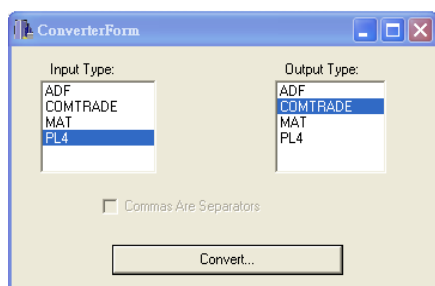 ConverterForm
Input Type:
ADF
COMTRADE
MAT
PL4
Output Type:
ADF
COMTRADE
MAT
PL4
Commas Are Separators
Convert...